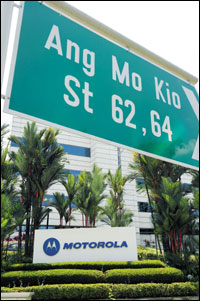 Ang Mo Kio
St 62, 64
MOTOROLA